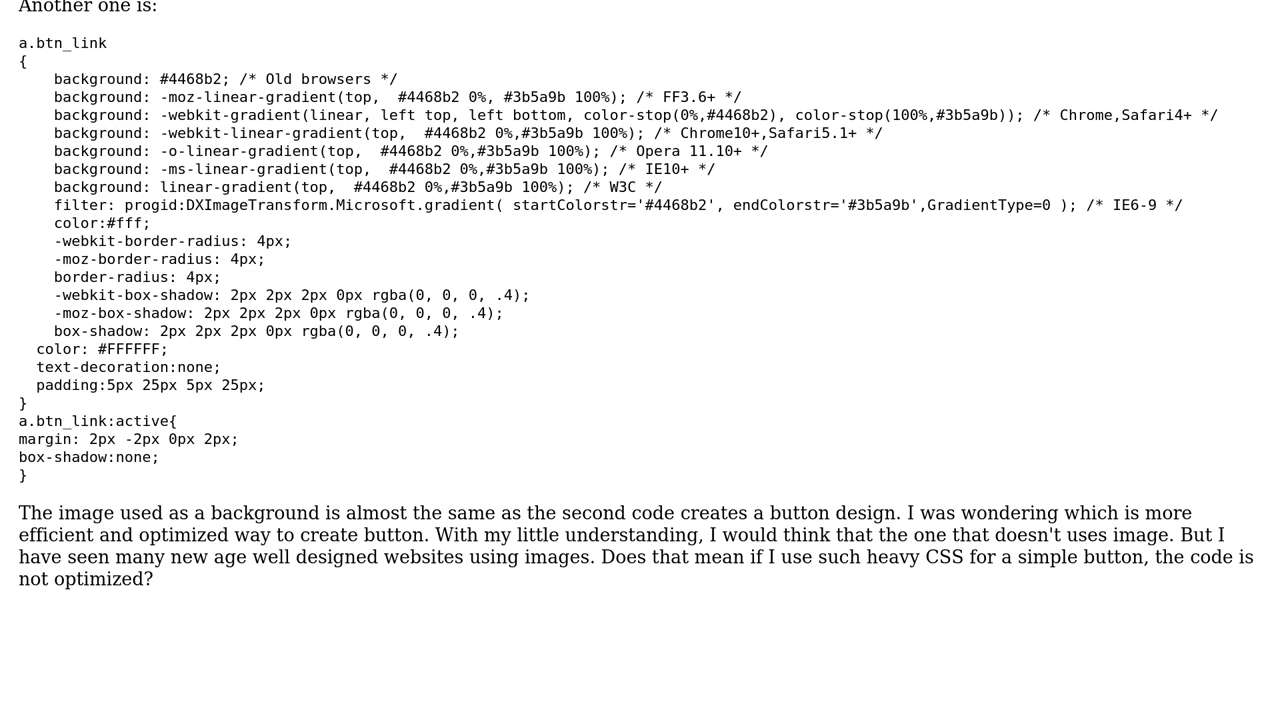 Another one is:
a.btn_link
{
    background: #4468b2; /* Old browsers */
    background: -moz-linear-gradient(top,  #4468b2 0%, #3b5a9b 100%); /* FF3.6+ */
    background: -webkit-gradient(linear, left top, left bottom, color-stop(0%,#4468b2), color-stop(100%,#3b5a9b)); /* Chrome,Safari4+ */
    background: -webkit-linear-gradient(top,  #4468b2 0%,#3b5a9b 100%); /* Chrome10+,Safari5.1+ */
    background: -o-linear-gradient(top,  #4468b2 0%,#3b5a9b 100%); /* Opera 11.10+ */
    background: -ms-linear-gradient(top,  #4468b2 0%,#3b5a9b 100%); /* IE10+ */
    background: linear-gradient(top,  #4468b2 0%,#3b5a9b 100%); /* W3C */
    filter: progid:DXImageTransform.Microsoft.gradient( startColorstr='#4468b2', endColorstr='#3b5a9b',GradientType=0 ); /* IE6-9 */
    color:#fff;
    -webkit-border-radius: 4px;
    -moz-border-radius: 4px;
    border-radius: 4px;
    -webkit-box-shadow: 2px 2px 2px 0px rgba(0, 0, 0, .4);
    -moz-box-shadow: 2px 2px 2px 0px rgba(0, 0, 0, .4);
    box-shadow: 2px 2px 2px 0px rgba(0, 0, 0, .4);
  color: #FFFFFF;
  text-decoration:none;
  padding:5px 25px 5px 25px;
}
a.btn_link:active{
margin: 2px -2px 0px 2px;
box-shadow:none;
}
The image used as a background is almost the same as the second code creates a button design. I was wondering which is more
efficient and optimized way to create button. With my little understanding, I would think that the one that doesn't uses image. But I
have seen many new age well designed websites using images. Does that mean if I use such heavy CSS for a simple button, the code is
not optimized?